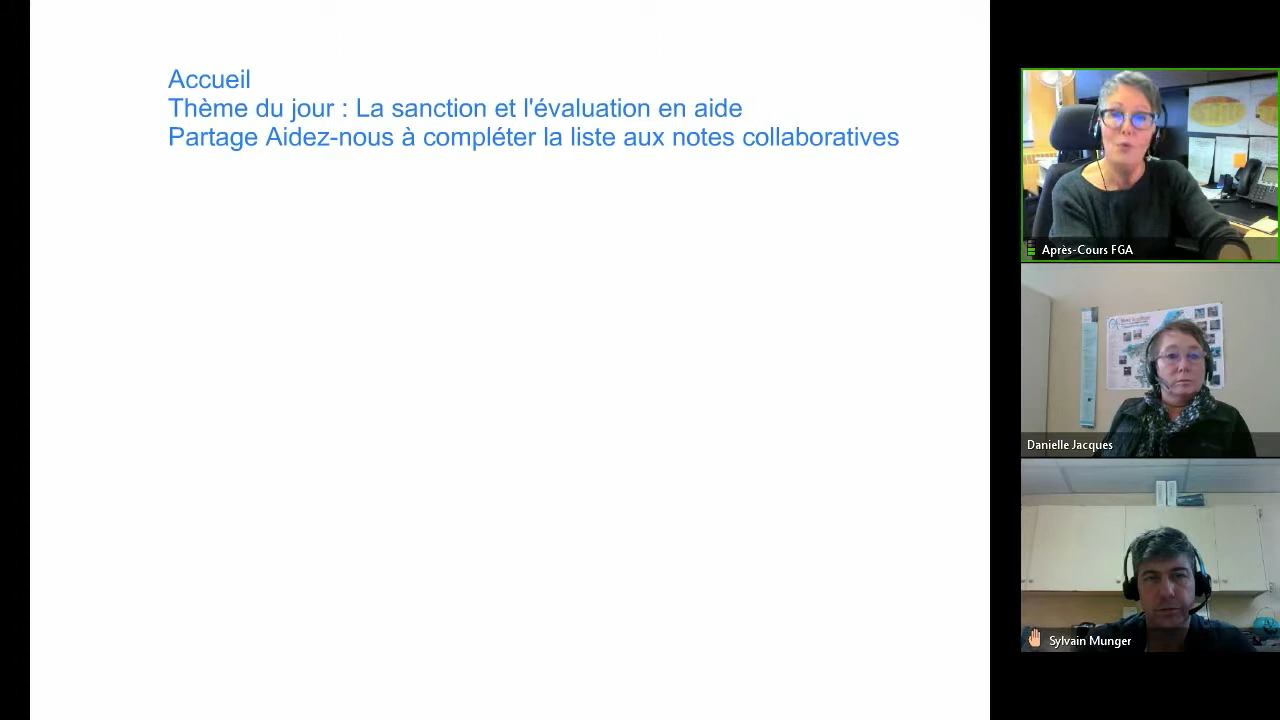 Accueil
Thème du jour : La sanction et l'évaluation en aide
Partage Aidez-nous à compléter la liste aux notes collaboratives
Après-Cours FGA
Danielle Jacques
Sylvain Munger